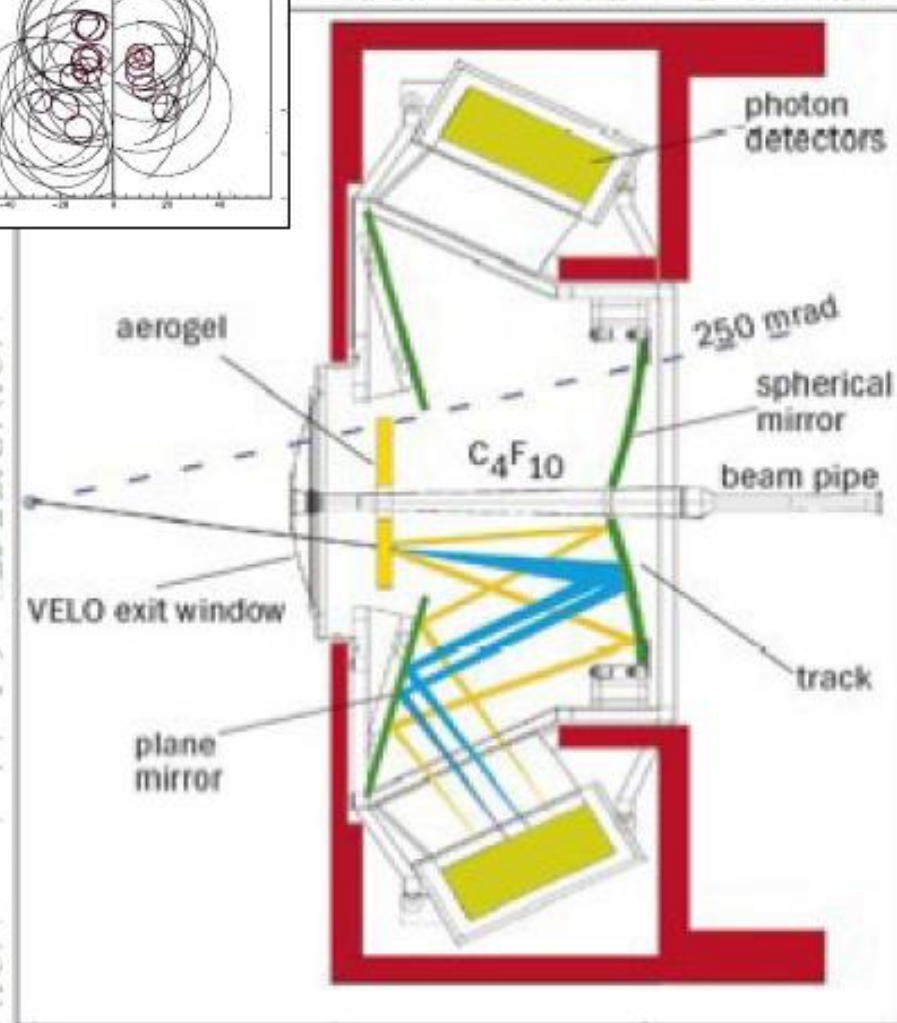 photon
detectors
aerogel
250 mrad
spherical
mirror
C₄F₁₀
beam pipe
VELO exit window
track
plane
mirror